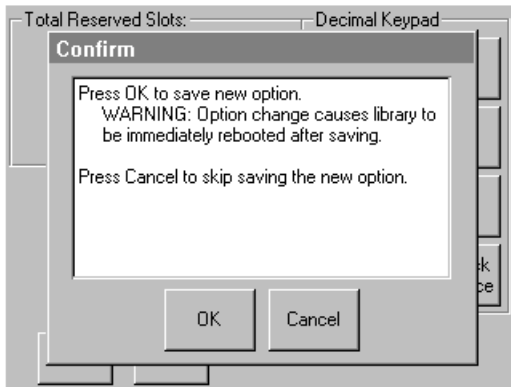 Total Reserved Slots:
Decimal Keypad
Confirm
Press OK to save new option.
WARNING: Option change causes library to
be immediately rebooted after saving.
Press Cancel to skip saving the new option.
OK
Cancel